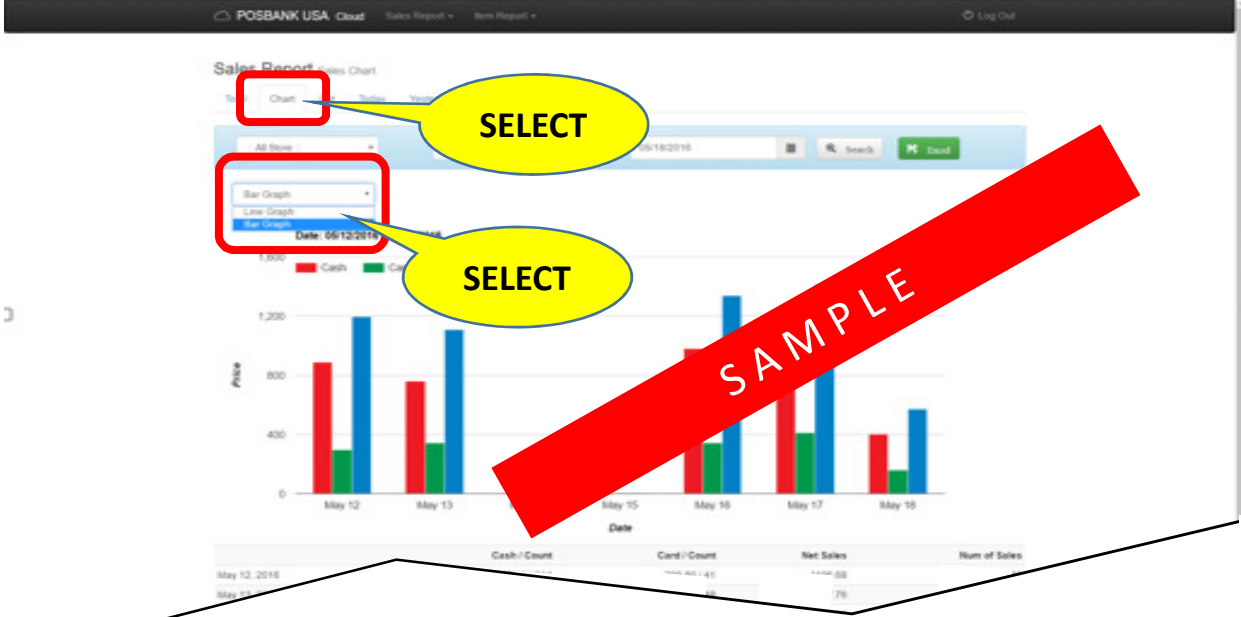 POSBANK USA Cloud Sales Report Item Report Log Out
Sales Report Sales Chart
Chart Today
SELECT
All Store 05/18/2016 Search Excel
Bar Graph
Line Graph
Bar Graph
Date: 05/12/2016
SELECT
1,600
Cash
1,200
SAMPLE
Price
800
400
0
May 12 May 13 May 15 May 16 May 17 May 18
Date
Cash / Count Card / Count Net Sales Num of Sales
May 12, 2016
76